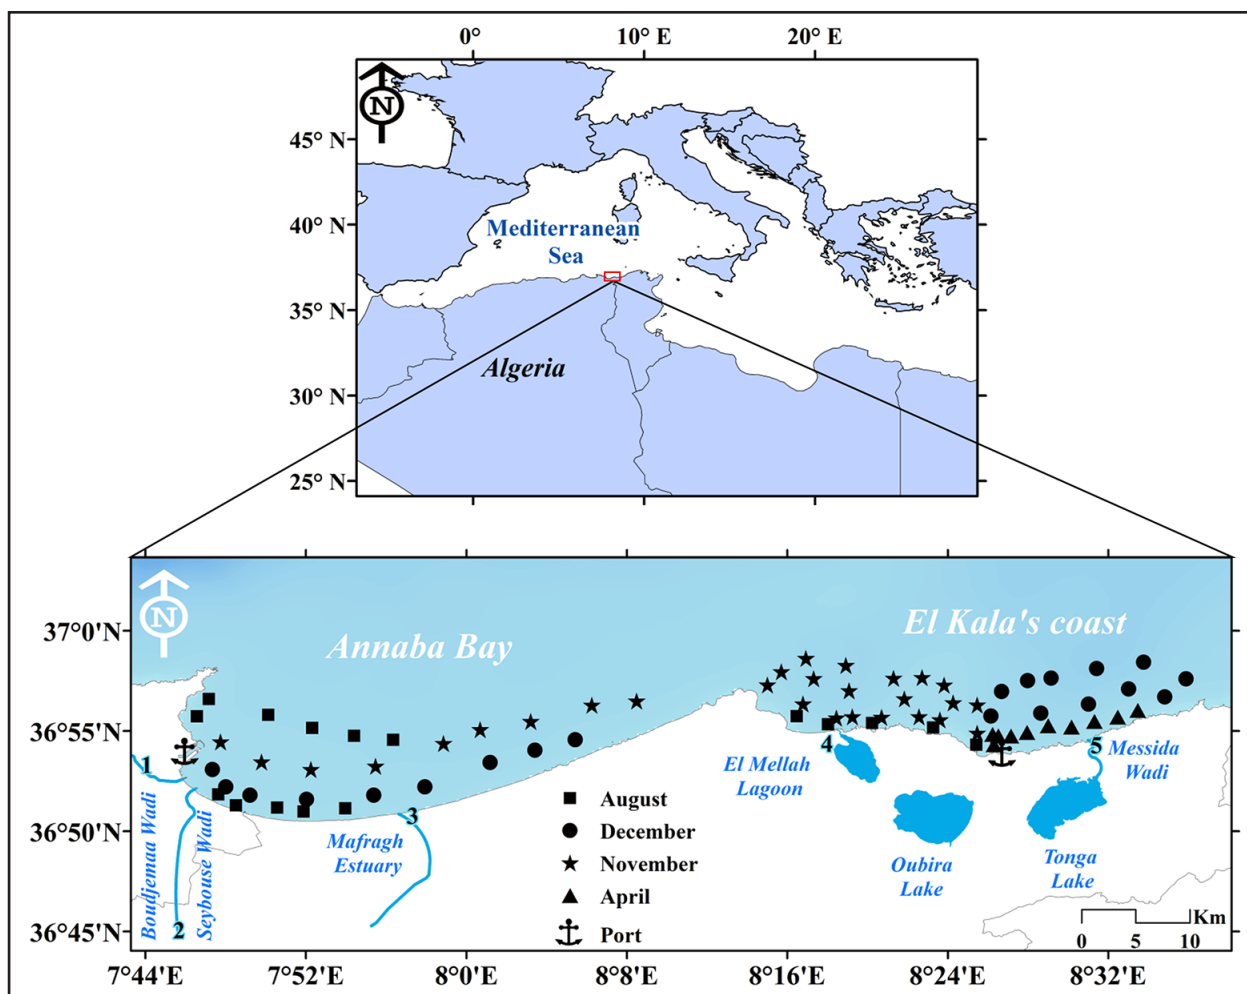 0° 10° E 20° E
N
45° N
40° N
35° N
30° N
25° N
Mediterranean
Sea
Algeria
N
Annaba Bay
El Kala's coast
37°0'N
36°55'N
36°50'N
36°45'N
1
2
3
4
5
Boudjemaa Wadi
Seybouse Wadi
Mafragh
Estuary
El Mellah
Lagoon
Oubira
Lake
Tonga
Lake
Messida
Wadi
August
December
November
April
Port
Km
0 5 10
7°44'E 7°52'E 8°0'E 8°8'E 8°16'E 8°24'E 8°32'E